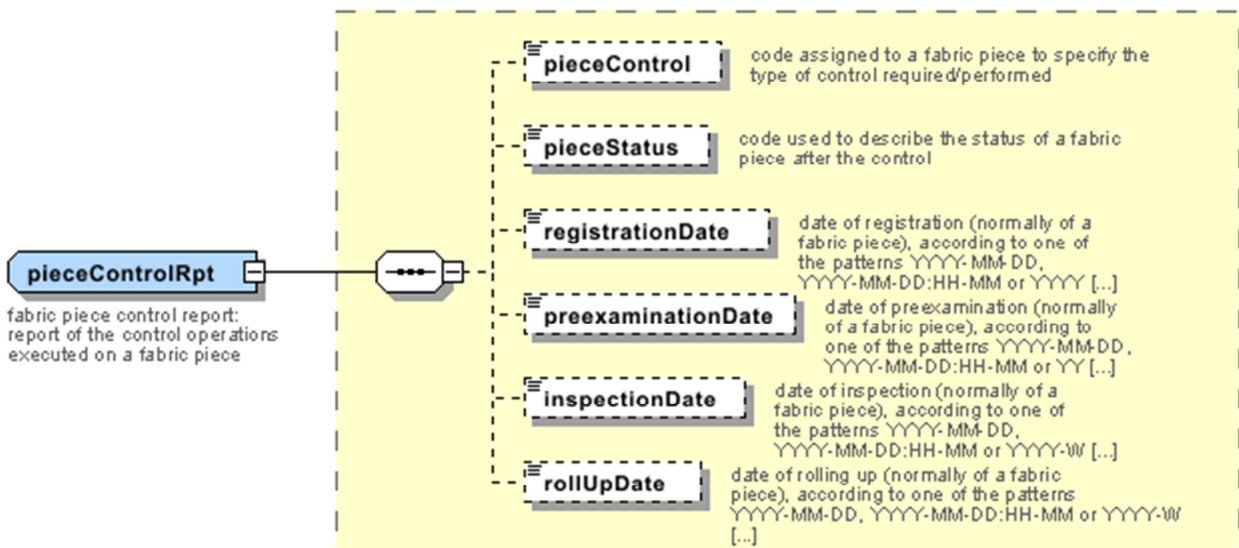 pieceControl
code assigned to a fabric piece to specify the
type of control required/performed
pieceStatus
code used to describe the status of a fabric
piece after the control
registrationDate
date of registration (normally of a
fabric piece), according to one of
the patterns YYYY-MM-DD,
YYYY-MM-DD:HH-MM or YYYY [...]
pieceControlRpt
fabric piece control report:
report of the control operations
executed on a fabric piece
preexaminationDate
date of preexamination (normally
of a fabric piece), according to
one of the patterns YYYY-MM-DD,
YYYY-MM-DD:HH-MM or YY [...]
inspectionDate
date of inspection (normally of a
fabric piece), according to one of
the patterns YYYY-MM-DD,
YYYY-MM-DD:HH-MM or YYYY-W [...]
rollUpDate
date of rolling up (normally of a fabric
piece), according to one of the patterns
YYYY-MM-DD, YYYY-MM-DD:HH-MM or YYYY-W
[...]